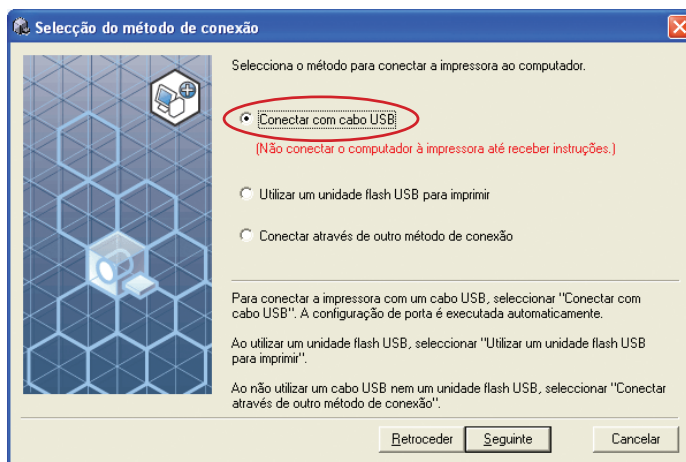 Selecção do método de conexão
Selecciona o método para conectar a impressora ao computador.
Conectar com cabo USB
(Não conectar o computador à impressora até receber instruções.)
Utilizar um unidade flash USB para imprimir
Conectar através de outro método de conexão
Para conectar a impressora com um cabo USB, seleccionar "Conectar com
cabo USB". A configuração de porta é executada automaticamente.
Ao utilizar um unidade flash USB, seleccionar "Utilizar um unidade flash USB
para imprimir".
Ao não utilizar um cabo USB nem um unidade flash USB, seleccionar "Conectar
através de outro método de conexão".
Retroceder Seguinte Cancelar